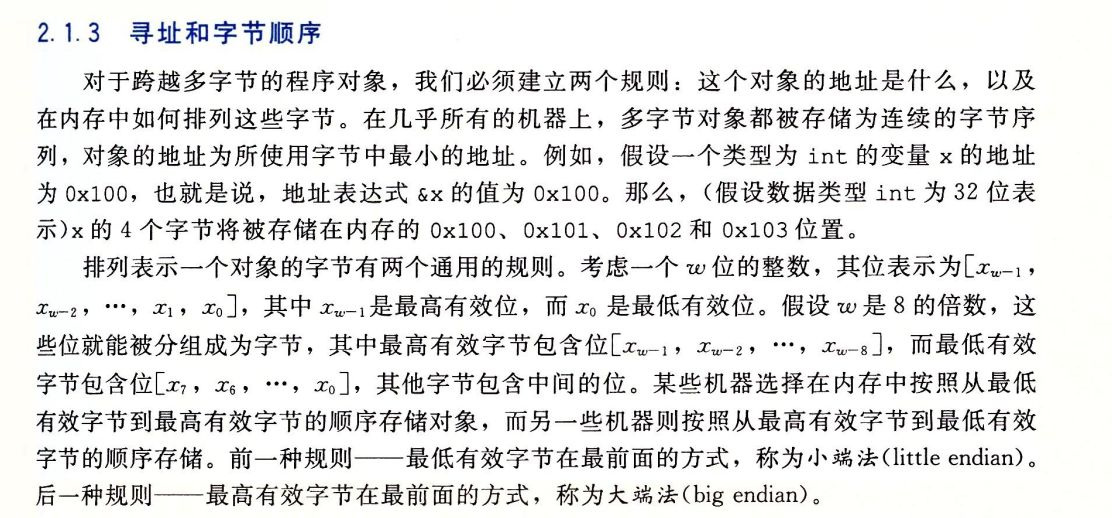 2.1.3 寻址和字节顺序
对于跨越多字节的程序对象，我们必须建立两个规则：这个对象的地址是什么，以及
在内存中如何排列这些字节。在几乎所有的机器上，多字节对象都被存储为连续的字节序
列，对象的地址为所使用字节中最小的地址。例如，假设一个类型为 int 的变量 x 的地址
为 0x100，也就是说，地址表达式 &x 的值为 0x100。那么，(假设数据类型 int 为 32 位表
示)x 的 4 个字节将被存储在内存的 0x100、0x101、0x102 和 0x103 位置。
排列表示一个对象的字节有两个通用的规则。考虑一个 w 位的整数，其位表示为[x_{w-1}，
x_{w-2}，…，x_1，x_0]，其中 x_{w-1} 是最高有效位，而 x_0 是最低有效位。假设 w 是 8 的倍数，这
些位就能被分组成为字节，其中最高有效字节包含位[x_{w-1}，x_{w-2}，…，x_{w-8}]，而最低有效
字节包含位[x_7，x_6，…，x_0]，其他字节包含中间的位。某些机器选择在内存中按照从最低
有效字节到最高有效字节的顺序存储对象，而另一些机器则按照从最高有效字节到最低有效
字节的顺序存储。前一种规则——最低有效字节在最前面的方式，称为小端法(little endian)。
后一种规则——最高有效字节在最前面的方式，称为大端法(big endian)。